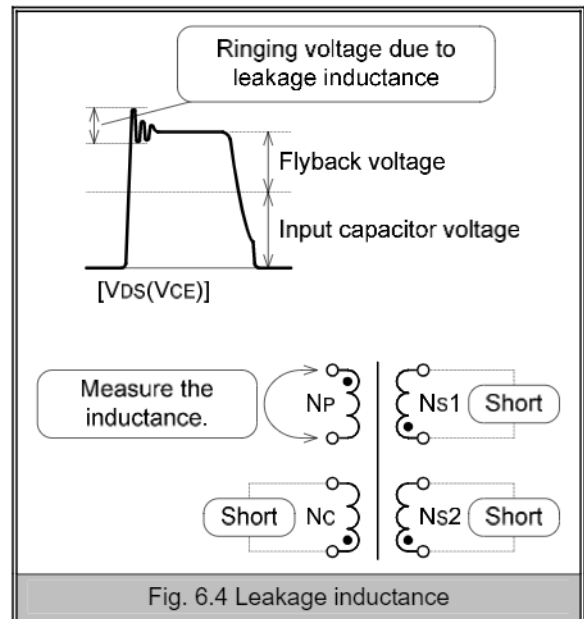 Ringing voltage due to
leakage inductance
Flyback voltage
Input capacitor voltage
[VDS(VCE)]
Measure the
inductance.
NP
NS1
Short
Short
NC
NS2
Short
Fig. 6.4 Leakage inductance